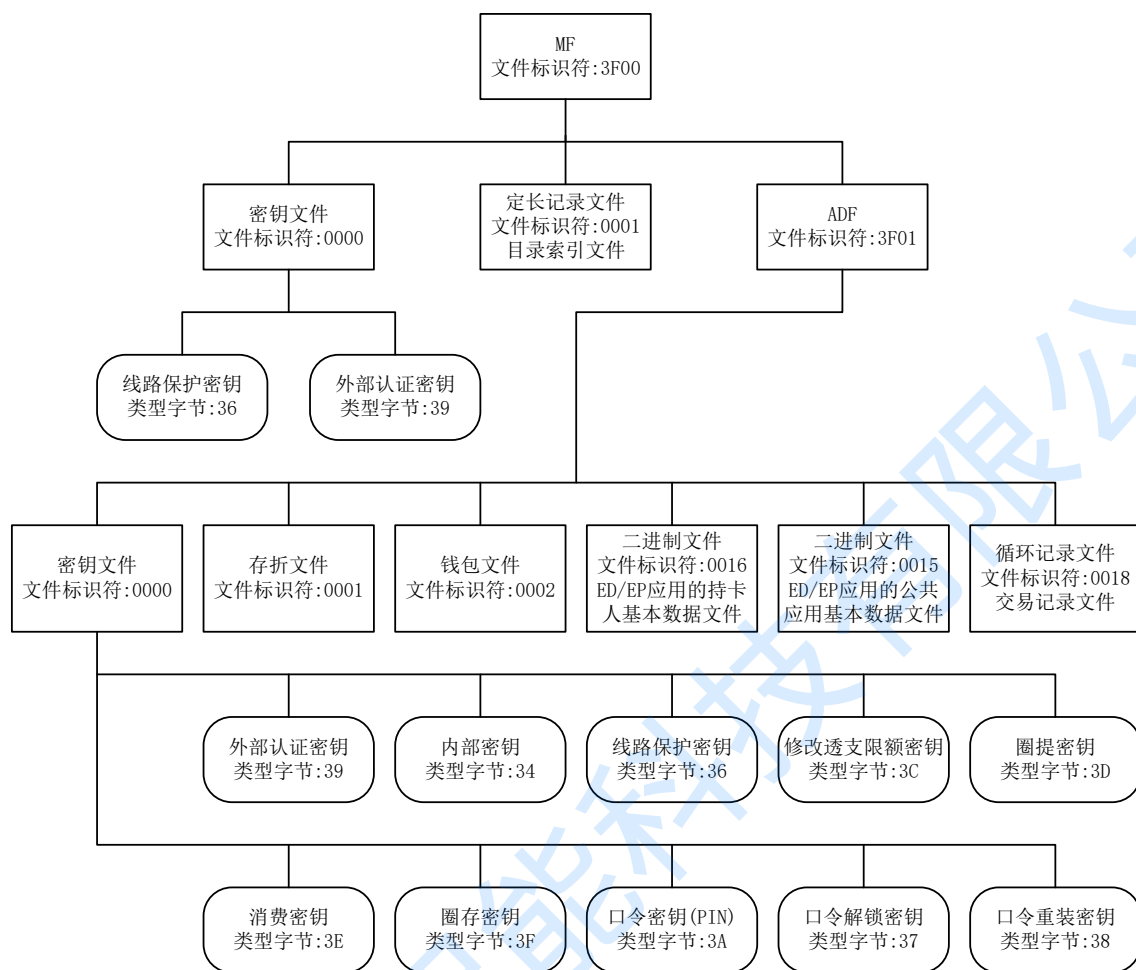 MF
文件标识符:3F00
密钥文件
文件标识符:0000
定长记录文件
文件标识符:0001
目录索引文件
ADF
文件标识符:3F01
线路保护密钥
类型字节:36
外部认证密钥
类型字节:39
密钥文件
文件标识符:0000
存折文件
文件标识符:0001
钱包文件
文件标识符:0002
二进制文件
文件标识符:0016
ED/EP应用的持卡
人基本数据文件
二进制文件
文件标识符:0015
ED/EP应用的公共
应用基本数据文件
循环记录文件
文件标识符:0018
交易记录文件
外部认证密钥
类型字节:39
内部密钥
类型字节:34
线路保护密钥
类型字节:36
修改透支限额密钥
类型字节:3C
圈提密钥
类型字节:3D
消费密钥
类型字节:3E
圈存密钥
类型字节:3F
口令密钥(PIN)
类型字节:3A
口令解锁密钥
类型字节:37
口令重装密钥
类型字节:38
能科技有限公